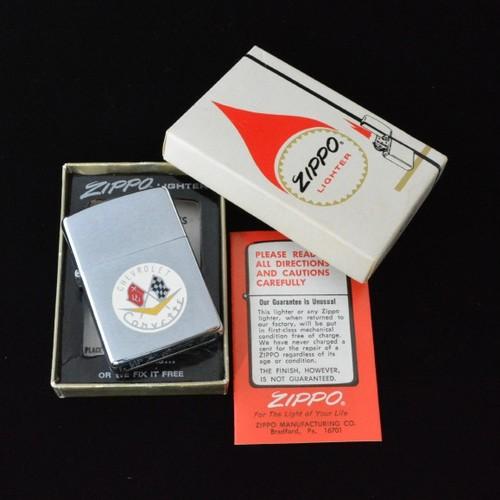 ZIPPO
LIGHTER
ZIPPO LIGHTER
CHEVROLET
Corvette
OR WE FIX IT FREE
PLEASE READ
ALL DIRECTIONS
AND CAUTIONS
CAREFULLY
Our Guarantee is Unusual
This lighter or any Zippo
lighter, when returned to
our factory, will be put
in first-class mechanical
condition free of charge.
We have never charged a
cent for the repair of a
ZIPPO regardless of its
age or condition.
THE FINISH, HOWEVER,
IS NOT GUARANTEED.
ZIPPO
For The Light of Your Life
ZIPPO MANUFACTURING CO.
Bradford, Pa. 16701